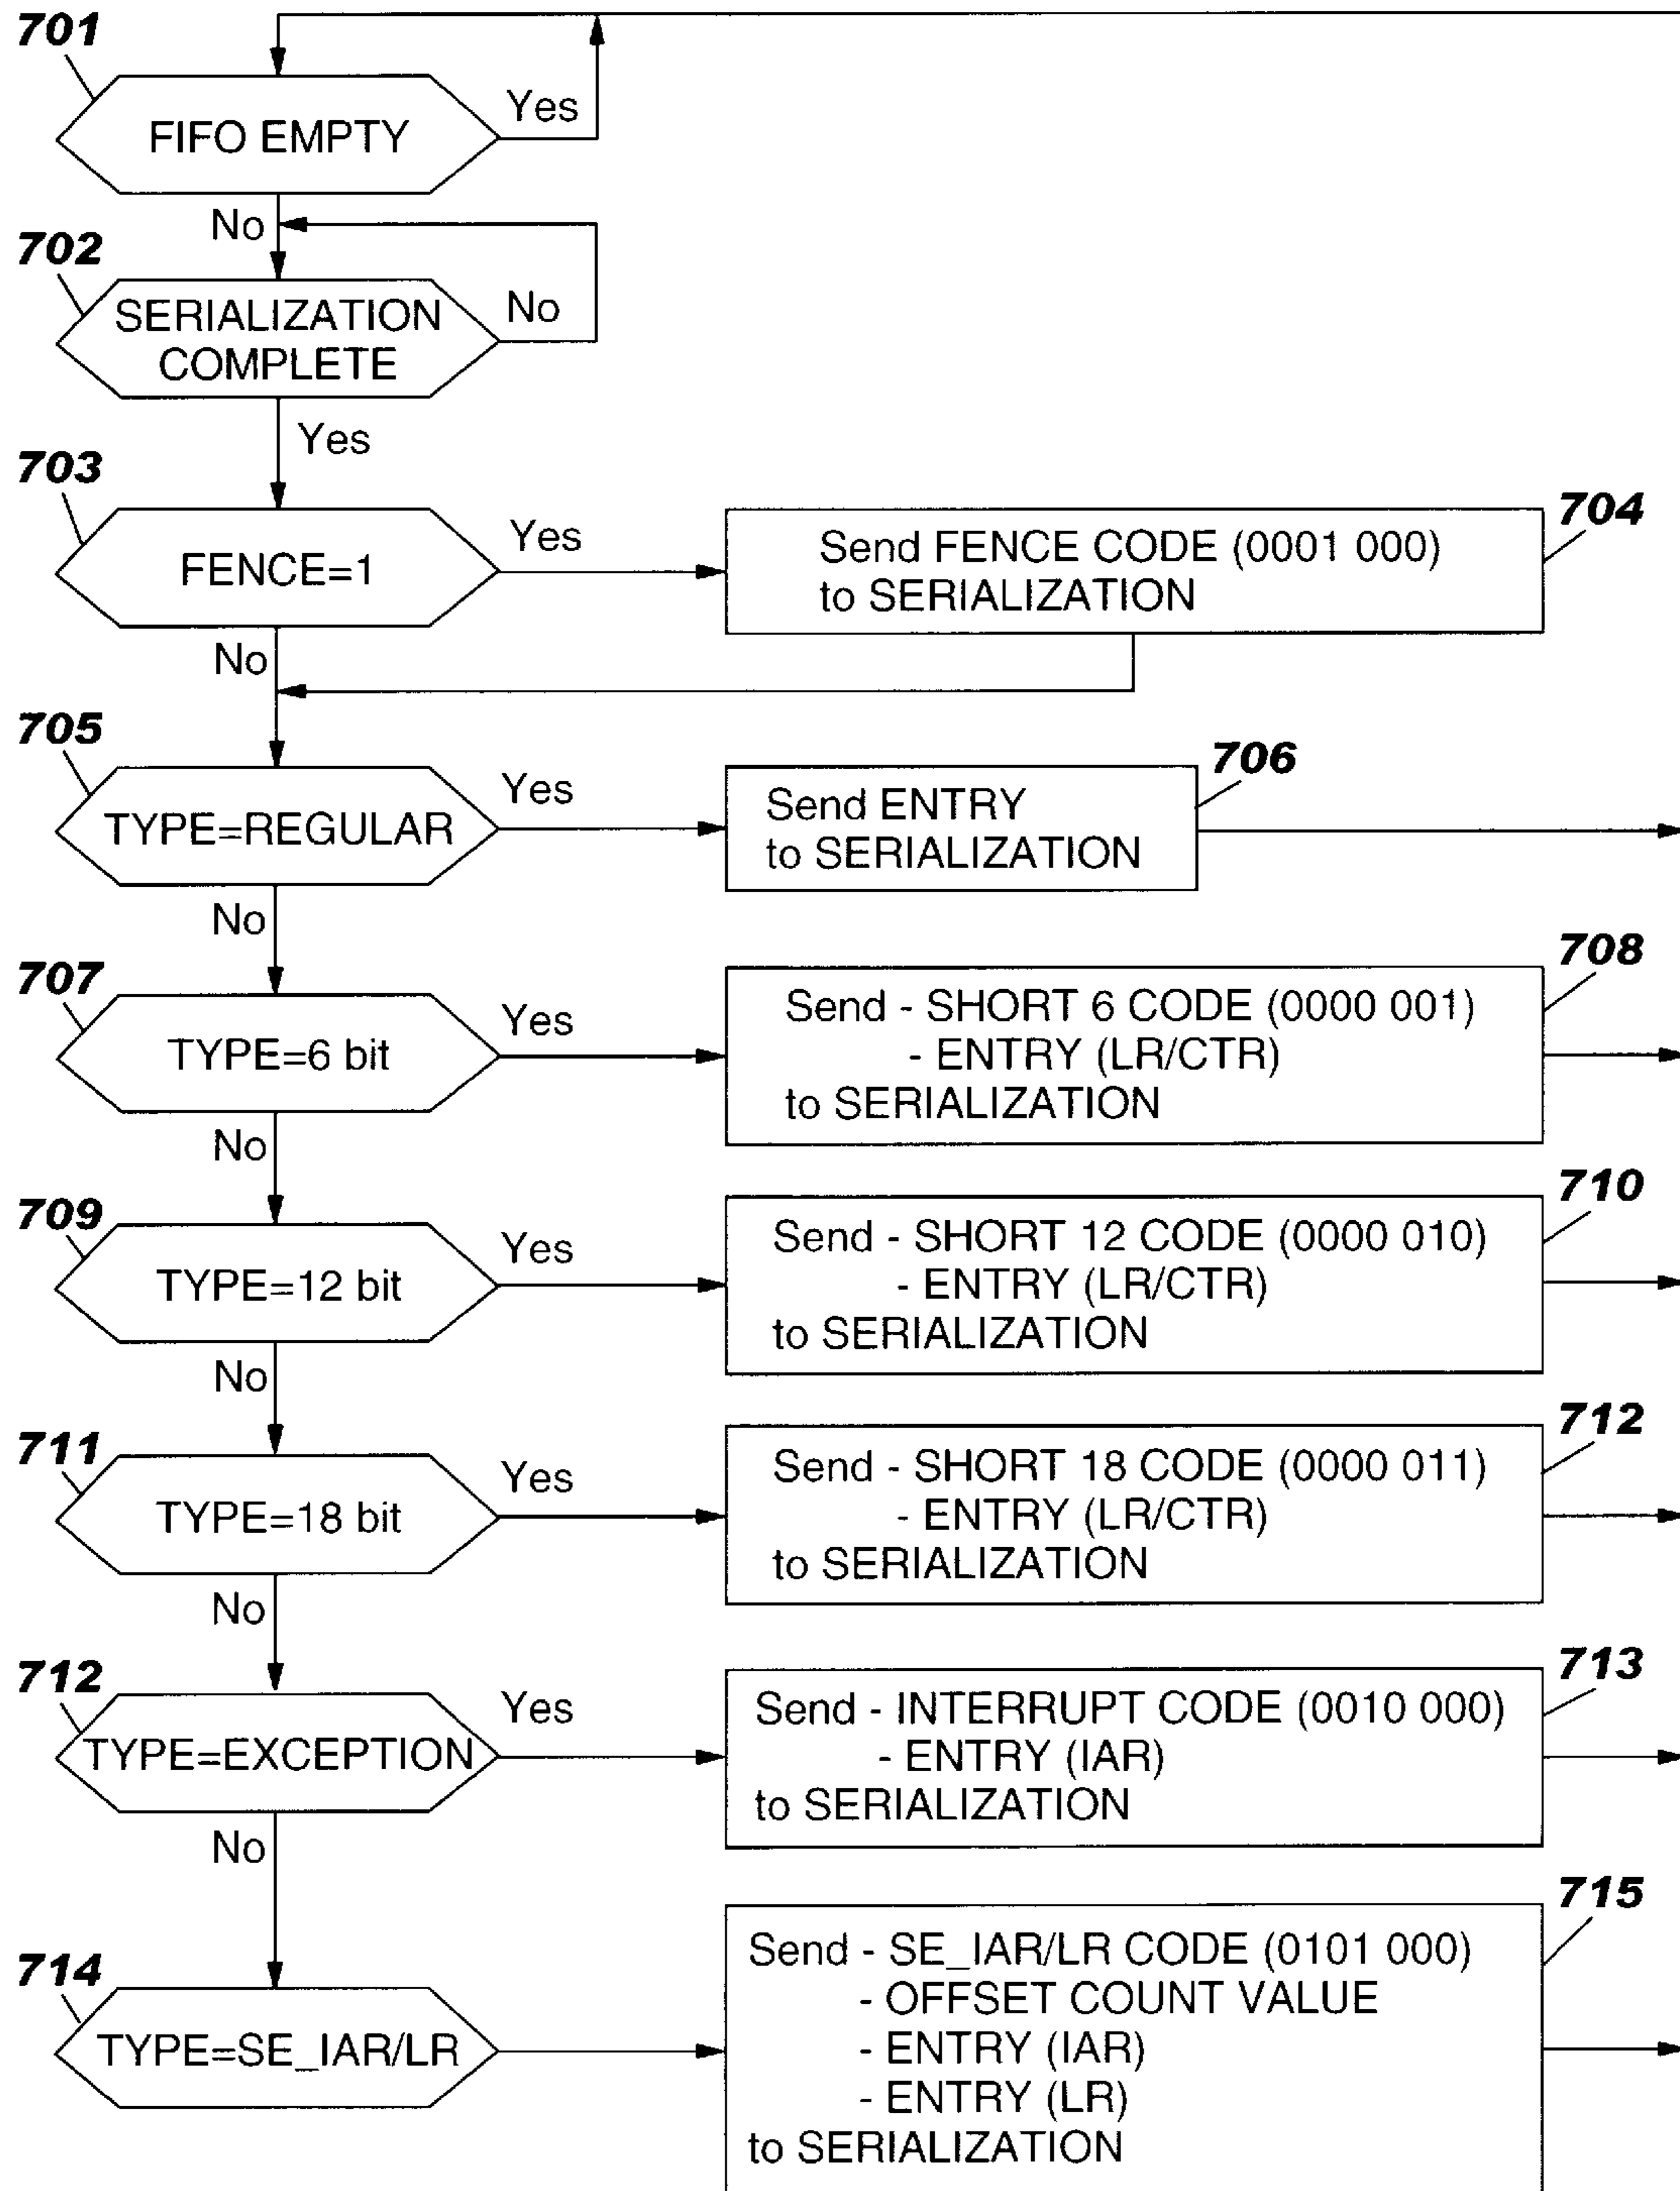 701
FIFO EMPTY
Yes
No
702
SERIALIZATION
COMPLETE
No
Yes
703
FENCE=1
Yes
704
Send FENCE CODE (0001 000)
to SERIALIZATION
No
705
TYPE=REGULAR
Yes
706
Send ENTRY
to SERIALIZATION
No
707
TYPE=6 bit
Yes
708
Send - SHORT 6 CODE (0000 001)
- ENTRY (LR/CTR)
to SERIALIZATION
No
709
TYPE=12 bit
Yes
710
Send - SHORT 12 CODE (0000 010)
- ENTRY (LR/CTR)
to SERIALIZATION
No
711
TYPE=18 bit
Yes
712
Send - SHORT 18 CODE (0000 011)
- ENTRY (LR/CTR)
to SERIALIZATION
No
712
TYPE=EXCEPTION
Yes
713
Send - INTERRUPT CODE (0010 000)
- ENTRY (IAR)
to SERIALIZATION
No
714
TYPE=SE_IAR/LR
715
Send - SE_IAR/LR CODE (0101 000)
- OFFSET COUNT VALUE
- ENTRY (IAR)
- ENTRY (LR)
to SERIALIZATION